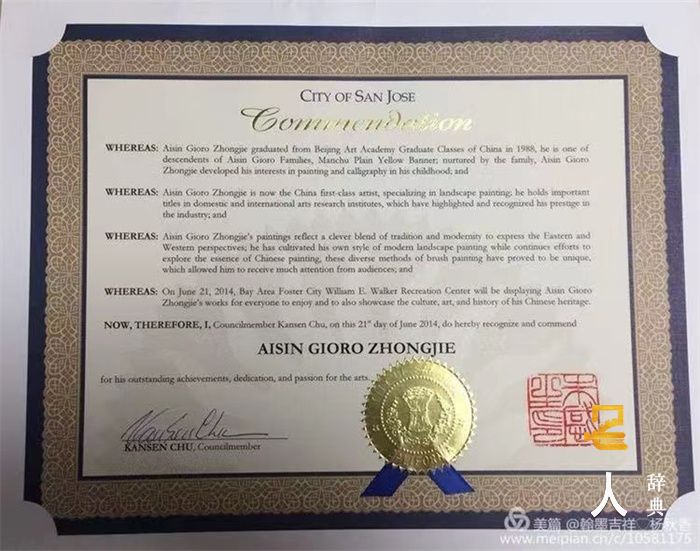 CITY OF SAN JOSE
Commendation
WHEREAS: Aisin Gioro Zhongjie graduated from Beijing Art Academy Graduate Classes of China in 1988, he is one of
descendents of Aisin Gioro Families, Manchu Plain Yellow Banner; nurtured by the family, Aisin Gioro
Zhongjie developed his interests in painting and calligraphy in his childhood; and
WHEREAS: Aisin Gioro Zhongjie is now the China first-class artist, specializing in landscape painting; he holds important
titles in domestic and international arts research institutes, which have highlighted and recognized his prestige in
the industry; and
WHEREAS: Aisin Gioro Zhongjie's paintings reflect a clever blend of tradition and modernity to express the Eastern and
Western perspectives; he has cultivated his own style of modern landscape painting while continues efforts to
explore the essence of Chinese painting, these diverse methods of brush painting have proved to be unique,
which allowed him to receive much attention from audiences; and
WHEREAS: On June 21, 2014, Bay Area Foster City William E. Walker Recreation Center will be displaying Aisin Gioro
Zhongjie's works for everyone to enjoy and to also showcase the culture, art, and history of his Chinese heritage.
NOW, THEREFORE, I, Councilmember Kansen Chu, on this 21st day of June 2014, do hereby recognize and commend
AISIN GIORO ZHONGJIE
for his outstanding achievements, dedication, and passion for the arts.
Kansen Chu
KANSEN CHU, Councilmember
人 辞典
美篇 @翰墨吉祥♡杨秋香
www.meipian.cn/c/10581175